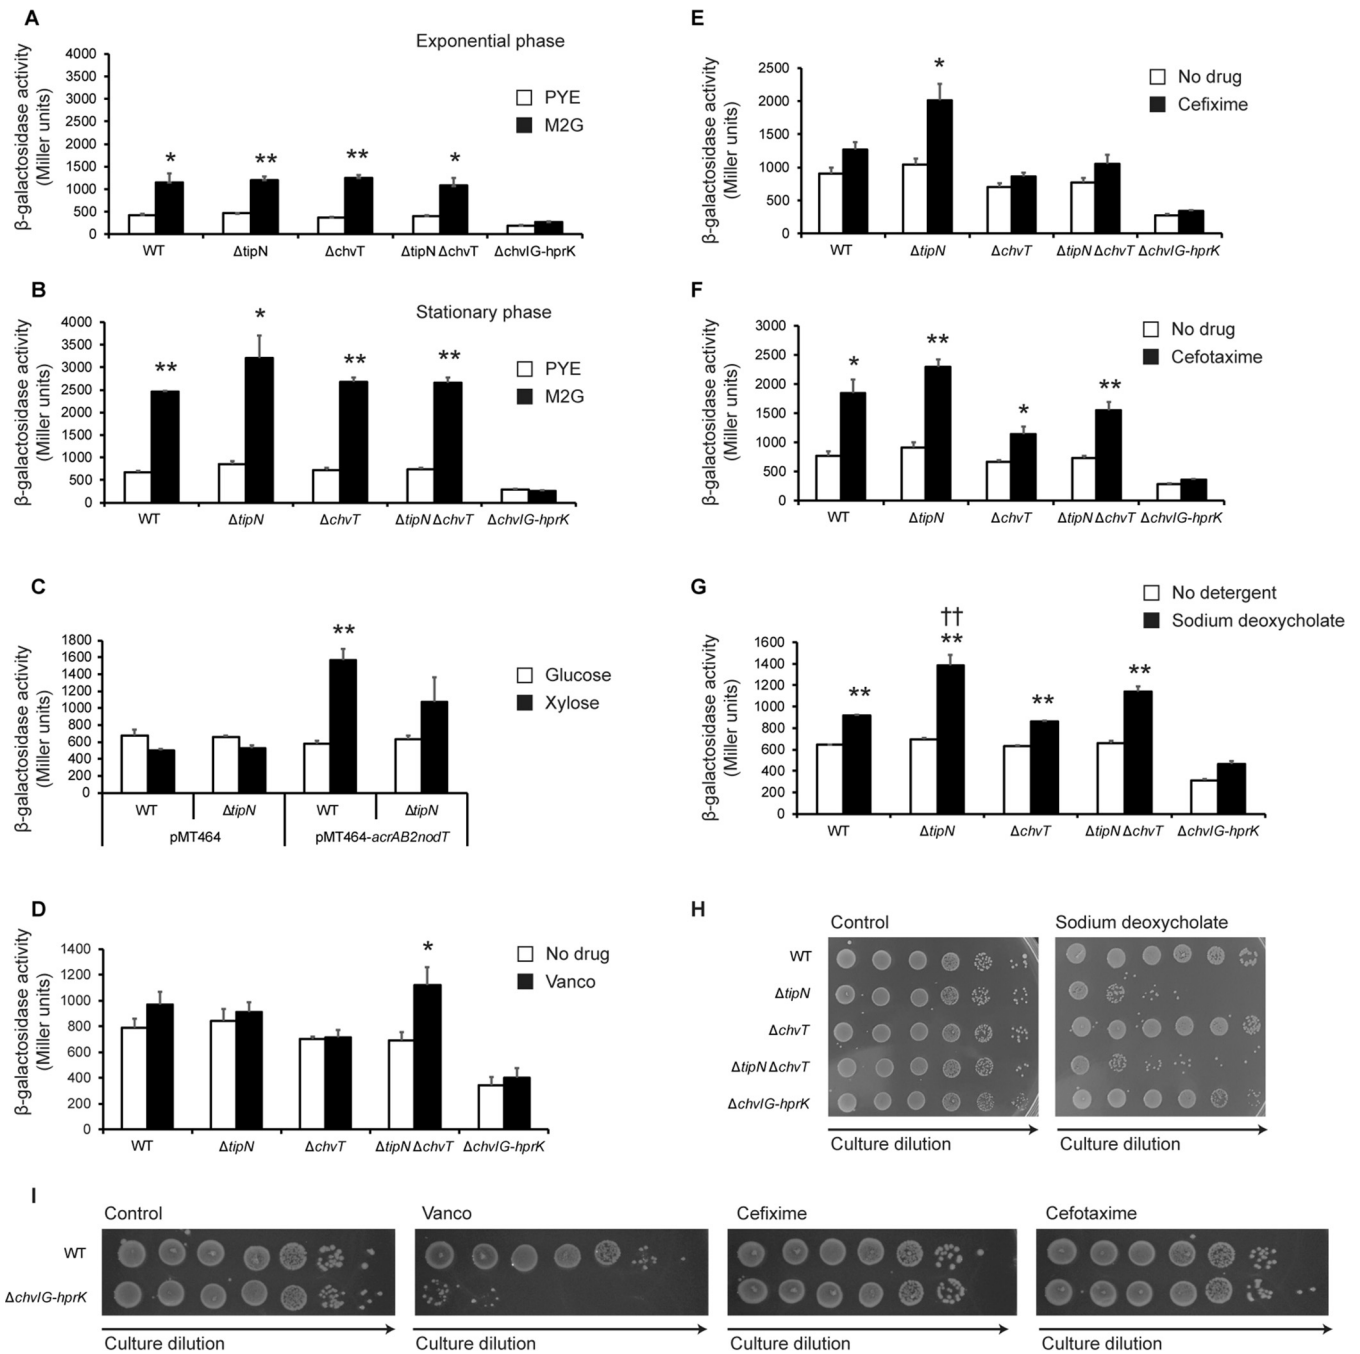 A
Exponential phase
β-galactosidase activity
(Miller units)
4000
3500
3000
2500
2000
1500
1000
500
0
PYE
M2G
* ** ** *
WT ΔtipN ΔchvT ΔtipN ΔchvT ΔchvIG-hprK
B
Stationary phase
β-galactosidase activity
(Miller units)
4000
3500
3000
2500
2000
1500
1000
500
0
PYE
M2G
** * ** **
WT ΔtipN ΔchvT ΔtipN ΔchvT ΔchvIG-hprK
C
β-galactosidase activity
(Miller units)
1800
1600
1400
1200
1000
800
600
400
200
0
Glucose
Xylose
**
WT ΔtipN WT ΔtipN
pMT464 pMT464-acrAB2nodT
D
β-galactosidase activity
(Miller units)
1400
1200
1000
800
600
400
200
0
No drug
Vanco
*
WT ΔtipN ΔchvT ΔtipN ΔchvT ΔchvIG-hprK
E
β-galactosidase activity
(Miller units)
2500
2000
1500
1000
500
0
No drug
Cefixime
*
WT ΔtipN ΔchvT ΔtipN ΔchvT ΔchvIG-hprK
F
β-galactosidase activity
(Miller units)
3000
2500
2000
1500
1000
500
0
No drug
Cefotaxime
* ** * **
WT ΔtipN ΔchvT ΔtipN ΔchvT ΔchvIG-hprK
G
β-galactosidase activity
(Miller units)
1600
1400
1200
1000
800
600
400
200
0
No detergent
Sodium deoxycholate
††
** ** ** **
WT ΔtipN ΔchvT ΔtipN ΔchvT ΔchvIG-hprK
H
Control Sodium deoxycholate
WT
ΔtipN
ΔchvT
ΔtipN ΔchvT
ΔchvIG-hprK
Culture dilution Culture dilution
I
Control Vanco Cefixime Cefotaxime
WT
ΔchvIG-hprK
Culture dilution Culture dilution Culture dilution Culture dilution